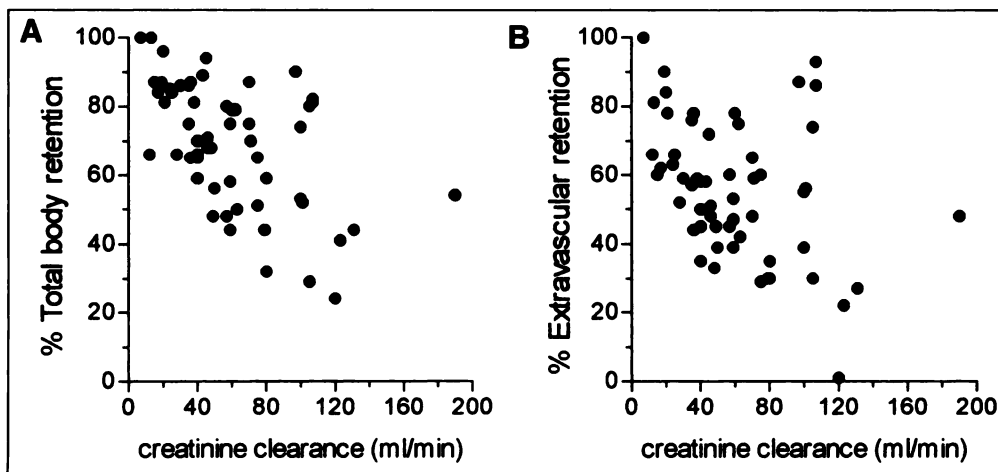 A
% Total body retention
100
80
60
40
20
0
0 40 80 120 160 200
creatinine clearance (ml/min)
B
% Extravascular retention
100
80
60
40
20
0
0 40 80 120 160 200
creatinine clearance (ml/min)